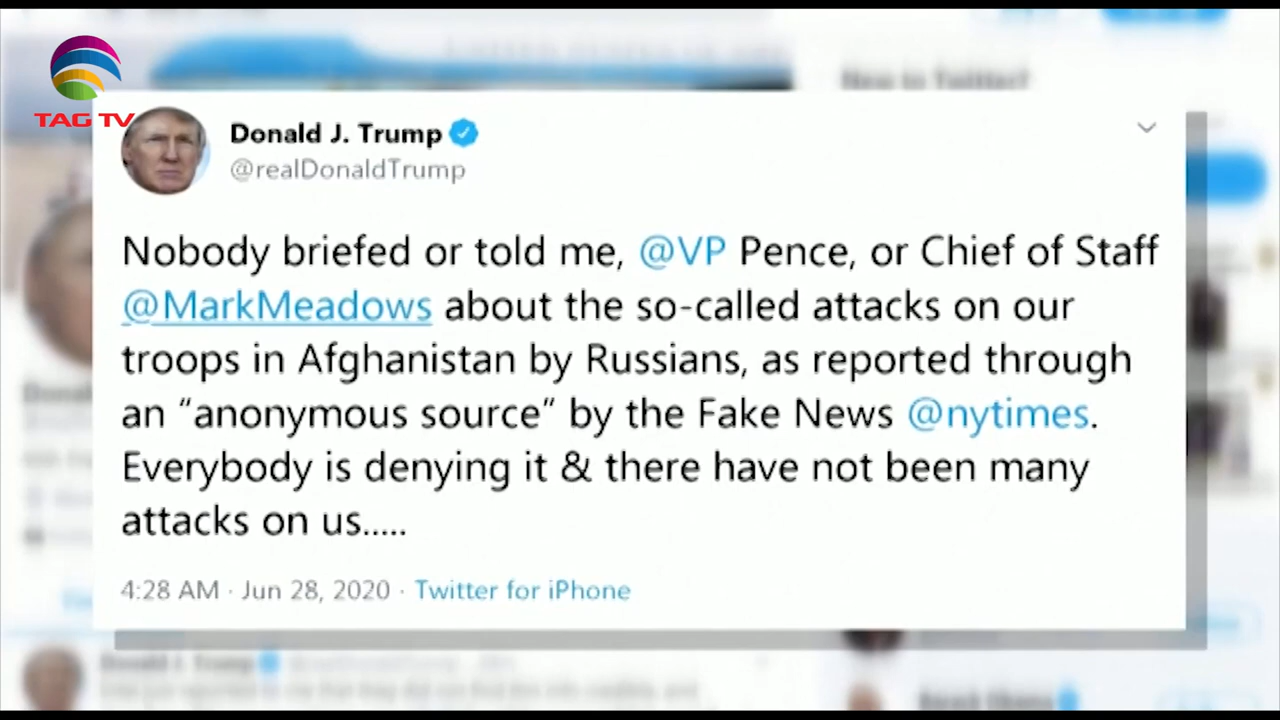 TAG TV
Donald J. Trump
@realDonaldTrump
Nobody briefed or told me, @VP Pence, or Chief of Staff
@MarkMeadows about the so-called attacks on our
troops in Afghanistan by Russians, as reported through
an “anonymous source” by the Fake News @nytimes.
Everybody is denying it & there have not been many
attacks on us.....
4:28 AM · Jun 28, 2020 · Twitter for iPhone